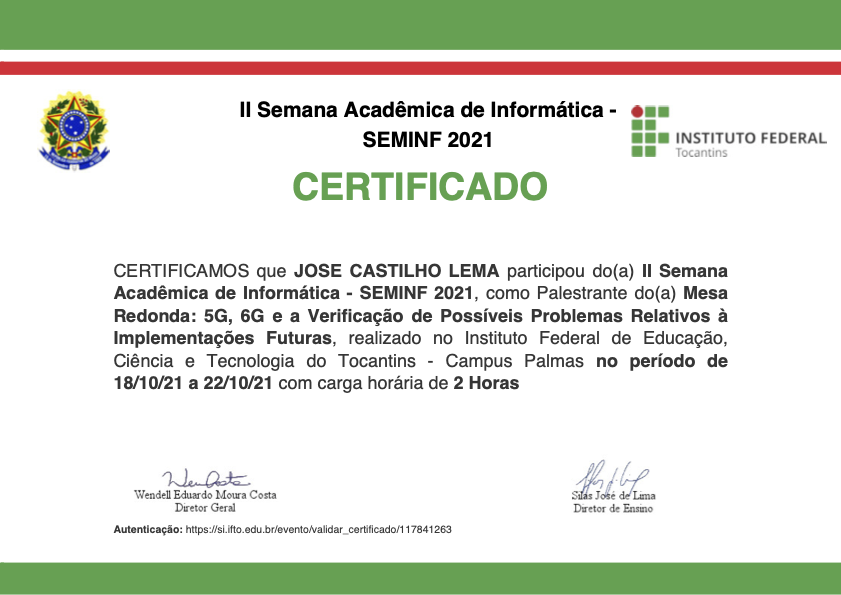 II Semana Acadêmica de Informática -
SEMINF 2021
INSTITUTO FEDERAL
Tocantins
CERTIFICADO
CERTIFICAMOS que JOSE CASTILHO LEMA participou do(a) II Semana
Acadêmica de Informática - SEMINF 2021, como Palestrante do(a) Mesa
Redonda: 5G, 6G e a Verificação de Possíveis Problemas Relativos à
Implementações Futuras, realizado no Instituto Federal de Educação,
Ciência e Tecnologia do Tocantins - Campus Palmas no período de
18/10/21 a 22/10/21 com carga horária de 2 Horas
Wendell Eduardo Moura Costa
Diretor Geral
Silas José de Lima
Diretor de Ensino
Autenticação: https://si.ifto.edu.br/evento/validar_certificado/117841263